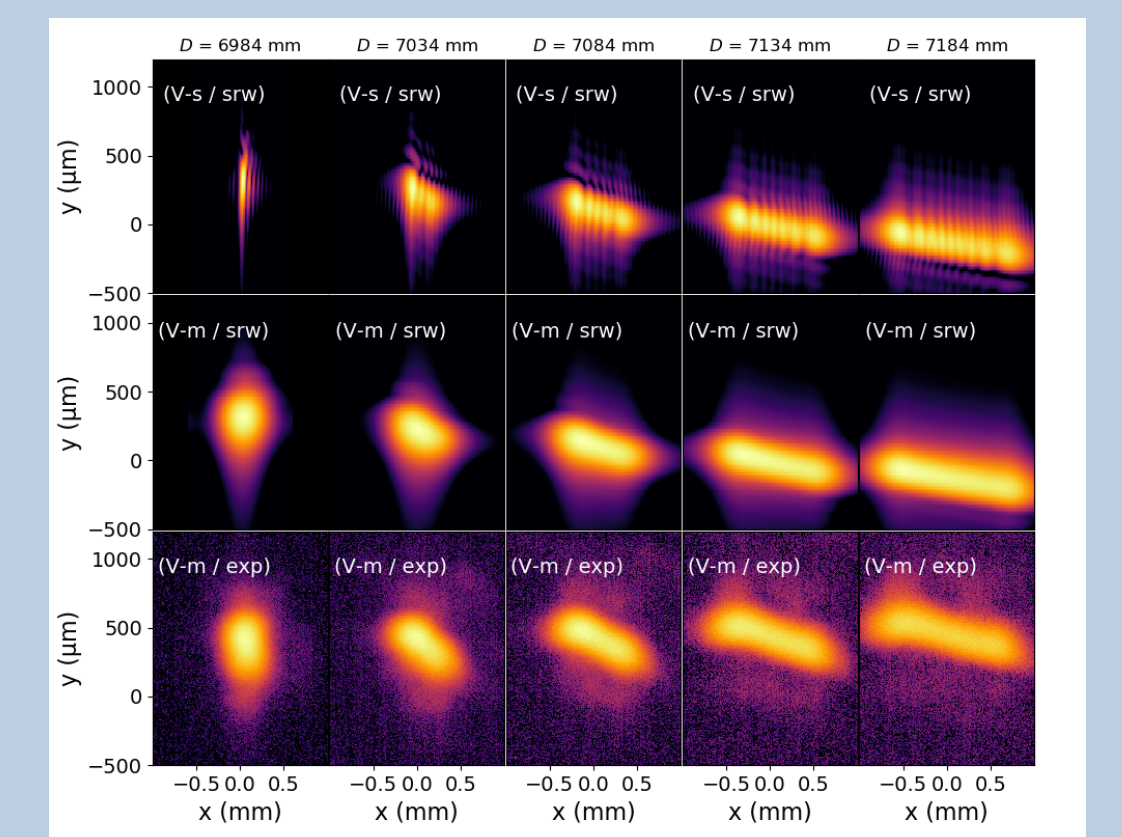 D = 6984 mm D = 7034 mm D = 7084 mm D = 7134 mm D = 7184 mm
1000 (V-s / srw) (V-s / srw) (V-s / srw) (V-s / srw) (V-s / srw)
500
y (μm)
0
−500
1000 (V-m / srw) (V-m / srw) (V-m / srw) (V-m / srw) (V-m / srw)
500
y (μm)
0
−500
1000 (V-m / exp) (V-m / exp) (V-m / exp) (V-m / exp) (V-m / exp)
500
y (μm)
0
−500
−0.5 0.0 0.5 −0.5 0.0 0.5 −0.5 0.0 0.5 −0.5 0.0 0.5 −0.5 0.0 0.5
x (mm) x (mm) x (mm) x (mm) x (mm)